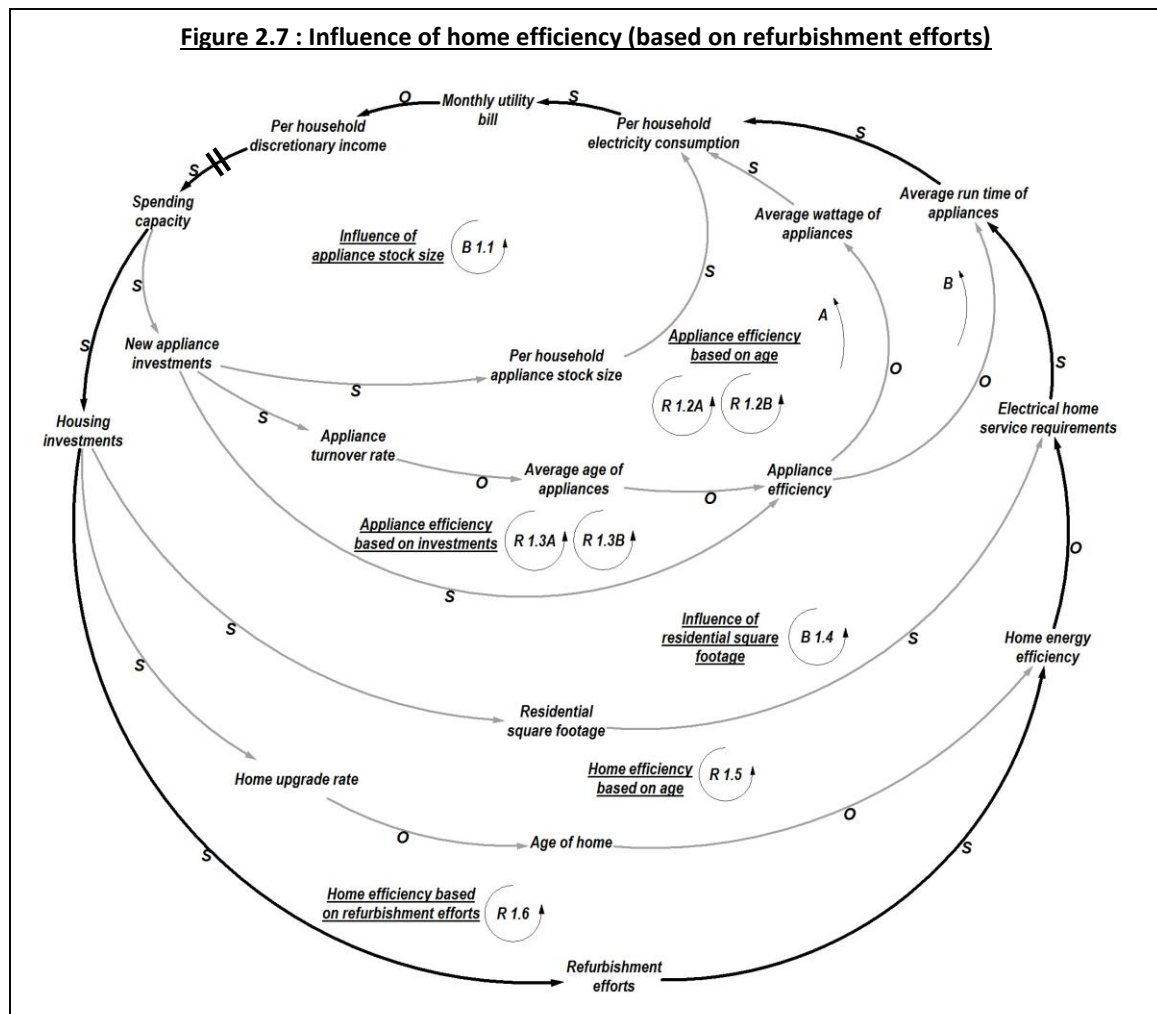 Figure 2.7 : Influence of home efficiency (based on refurbishment efforts)
O
Monthly utility
bill
S
Per household
discretionary income
Per household
electricity consumption
S
S
Spending
capacity
S
Average run time of
appliances
Average wattage of
appliances
Influence of
appliance stock size
B 1.1
S
S
B
A
S
New appliance
investments
Per household
appliance stock size
Appliance efficiency
based on age
S
O
S
R 1.2A
R 1.2B
O
Housing
investments
S
Appliance
turnover rate
Electrical home
service requirements
O
Average age of
appliances
O
Appliance
efficiency
Appliance efficiency
based on investments
R 1.3A
R 1.3B
O
S
Influence of
residential square
footage
B 1.4
S
S
Home energy
efficiency
S
Residential
square footage
Home upgrade rate
Home efficiency
based on age
R 1.5
O
O
Age of home
S
S
Home efficiency based
on refurbishment efforts
R 1.6
Refurbishment
efforts